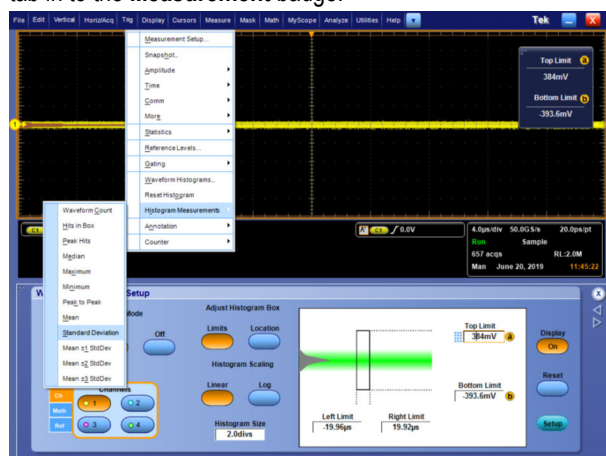 tab in to the Measurement badge.
File Edit Vertical Horiz/Acq Trig Display Cursors Measure Mask Math MyScope Analyze Utilities Help Tek X
Measurement Setup...
Snapshot..
Amplitude
Time
Comm
More
Statistics
Reference Levels...
Gating
Waveform Histograms..
Reset Histogram
Histogram Measurements
Annotation
Counter
Top Limit a
384mV
Bottom Limit b
-393.6mV
1
Waveform Count
Hits in Box
Peak Hits
Median
Maximum
Minimum
Peak to Peak
Mean
Standard Deviation
Mean ±1 StdDev
Mean ±2 StdDev
Mean ±3 StdDev
C1
A' C1 0.0V
4.0µs/div 50.0GS/s 20.0ps/pt
Run Sample
657 acqs RL:2.0M
Man June 20, 2019 11:45:22
W Setup X
Mode
Off
Adjust Histogram Box
Limits Location
Histogram Scaling
Linear Log
Histogram Size
2.0divs
Ch
Math
Ref
Channels
1 2
3 4
Top Limit
384mV a
Bottom Limit
-393.6mV b
Left Limit Right Limit
-19.96µs 19.92µs
Display
On
Reset
Setup